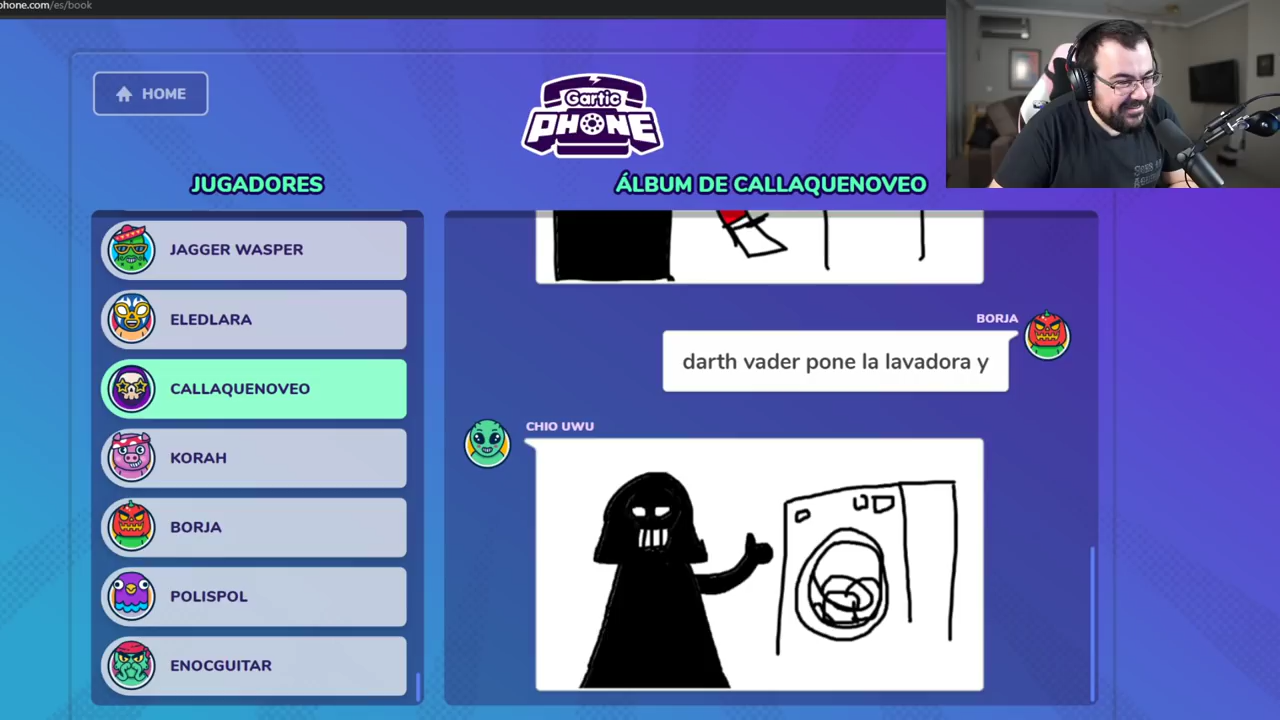 phone.com/es/book
HOME
Gartic
PHONE
JUGADORES
ÁLBUM DE CALLAQUENOVEO
JAGGER WASPER
ELEDLARA
CALLAQUENOVEO
KORAH
BORJA
POLISPOL
ENOCGUITAR
BORJA
darth vader pone la lavadora y
CHIO UWU